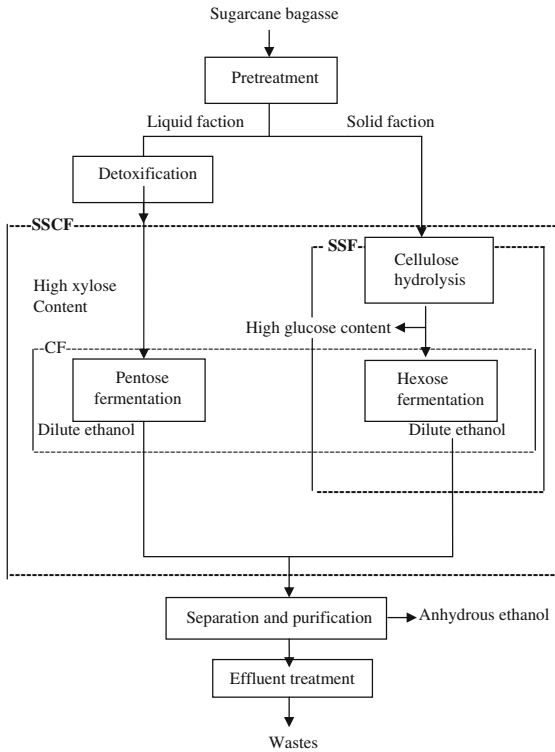 Sugarcane bagasse
Pretreatment
Liquid faction
Solid faction
Detoxification
SSCF
SSF
Cellulose
hydrolysis
High xylose
Content
High glucose content
CF
Pentose
fermentation
Hexose
fermentation
Dilute ethanol
Dilute ethanol
Separation and purification
Anhydrous ethanol
Effluent treatment
Wastes